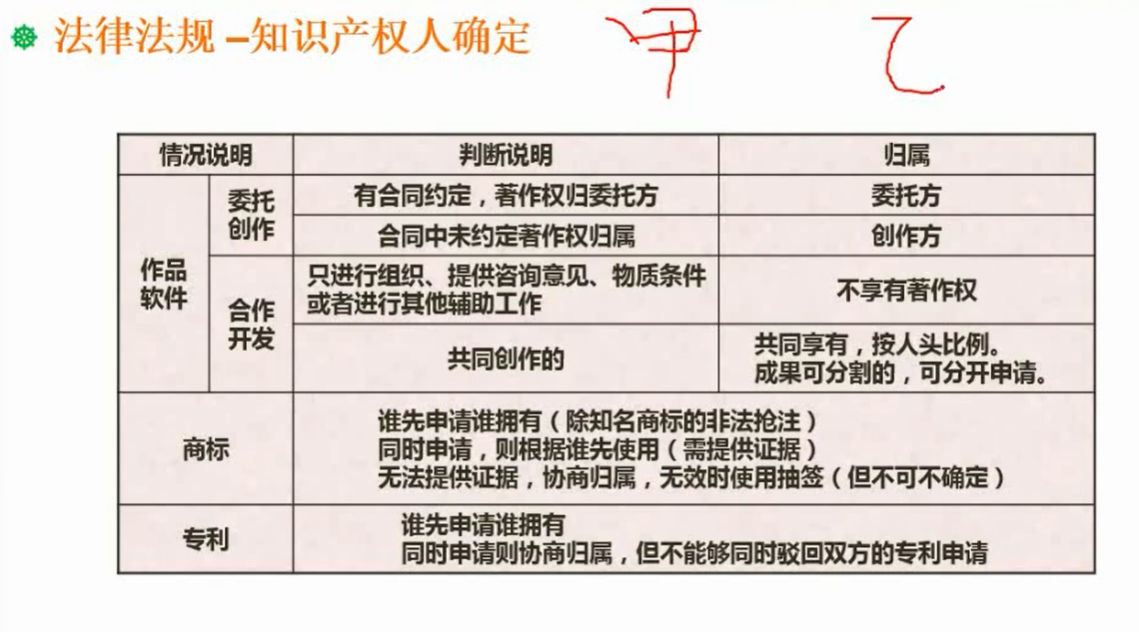 法律法规 –知识产权人确定
甲 乙
情况说明 判断说明 归属
作品软件 委托创作 有合同约定，著作权归委托方 委托方
合同中未约定著作权归属 创作方
合作开发 只进行组织、提供咨询意见、物质条件
或者进行其他辅助工作 不享有著作权
共同创作的 共同享有，按人头比例。
成果可分割的，可分开申请。
商标 谁先申请谁拥有（除知名商标的非法抢注）
同时申请，则根据谁先使用（需提供证据）
无法提供证据，协商归属，无效时使用抽签（但不可不确定）
专利 谁先申请谁拥有
同时申请则协商归属，但不能够同时驳回双方的专利申请